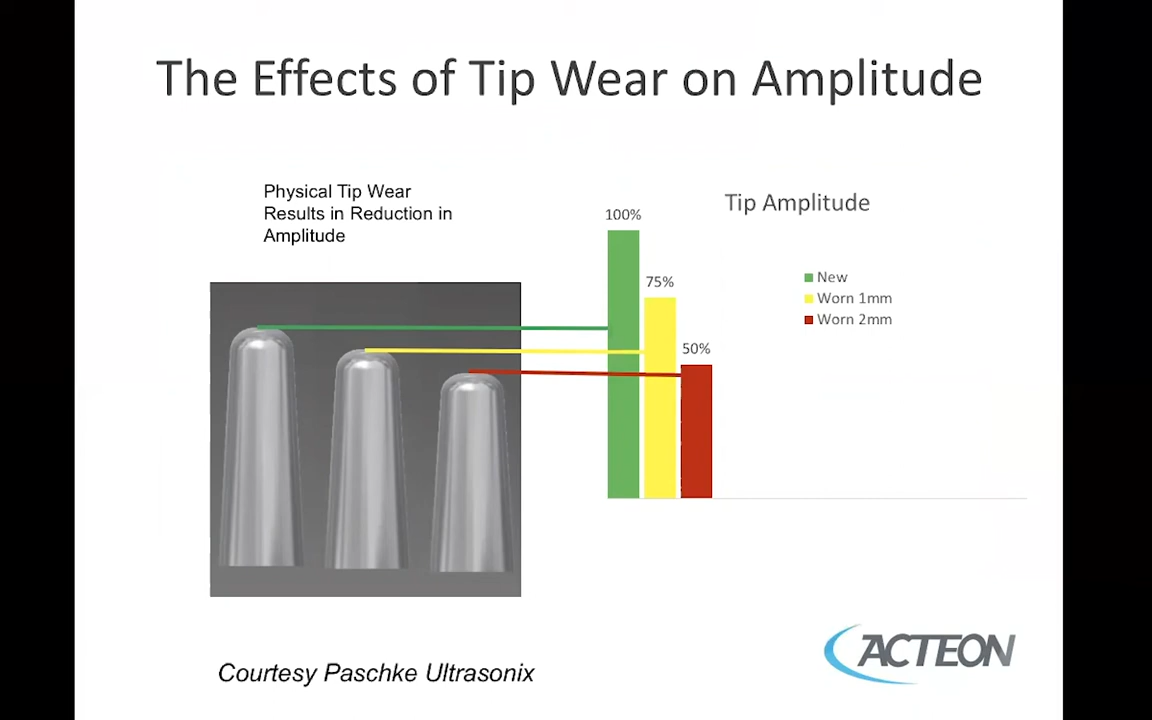 The Effects of Tip Wear on Amplitude
Physical Tip Wear
Results in Reduction in
Amplitude
Tip Amplitude
100%
75%
50%
New
Worn 1mm
Worn 2mm
Courtesy Paschke Ultrasonix
ACTEON